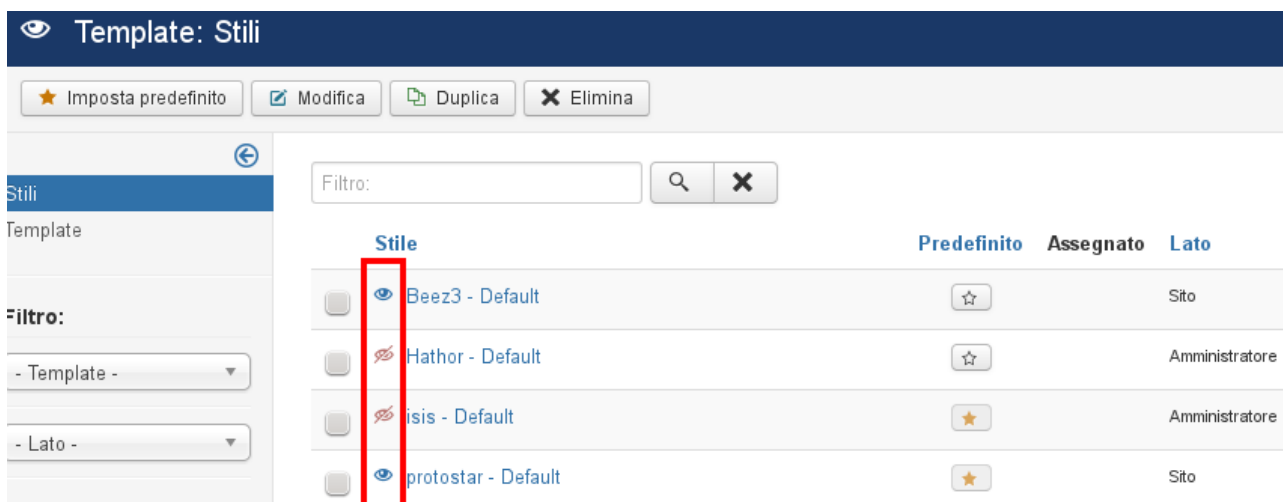 Template: Stili
Imposta predefinito Modifica Duplica Elimina
Stili
Template
Filtro:
- Template -
- Lato -
Filtro:
Stile Predefinito Assegnato Lato
Beez3 - Default Sito
Hathor - Default Amministratore
isis - Default Amministratore
protostar - Default Sito